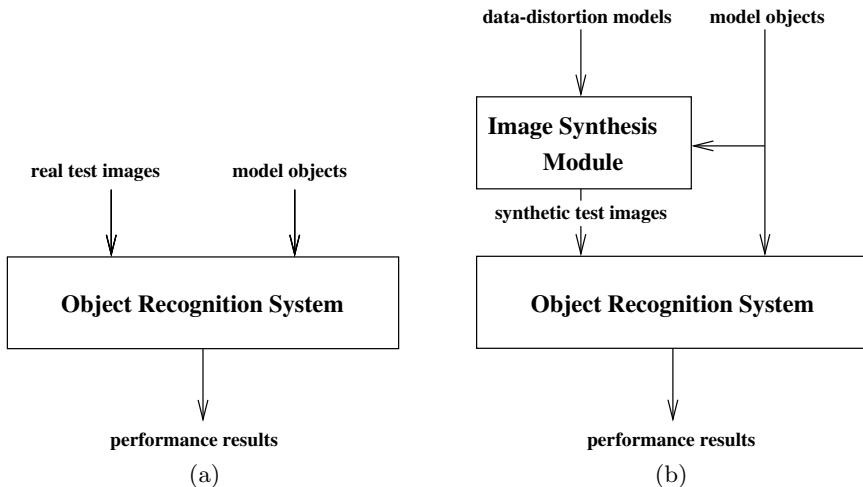 real test images
model objects
Object Recognition System
performance results
(a)
data-distortion models
model objects
Image Synthesis
Module
synthetic test images
Object Recognition System
performance results
(b)